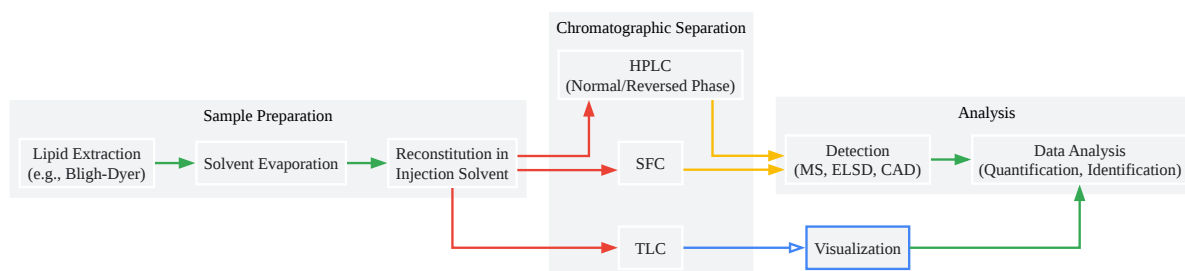 Chromatographic Separation
HPLC
(Normal/Reversed Phase)
Sample Preparation
Analysis
Lipid Extraction
(e.g., Bligh-Dyer)
Solvent Evaporation
Reconstitution in
Injection Solvent
SFC
Detection
(MS, ELSD, CAD)
Data Analysis
(Quantification, Identification)
TLC
Visualization